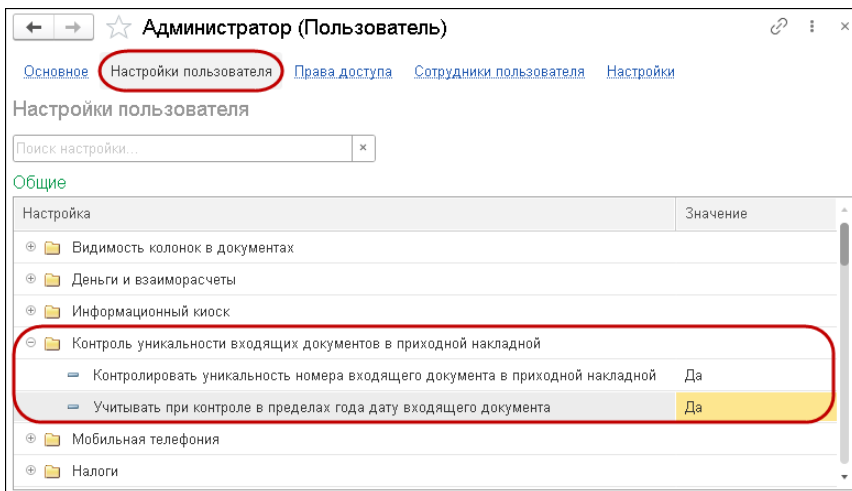 Администратор (Пользователь)
Основное Настройки пользователя Права доступа Сотрудники пользователя Настройки
Настройки пользователя
Поиск настройки...
Общие
Настройка Значение
Видимость колонок в документах
Деньги и взаиморасчеты
Информационный киоск
Контроль уникальности входящих документов в приходной накладной
Контролировать уникальность номера входящего документа в приходной накладной Да
Учитывать при контроле в пределах года дату входящего документа Да
Мобильная телефония
Налоги